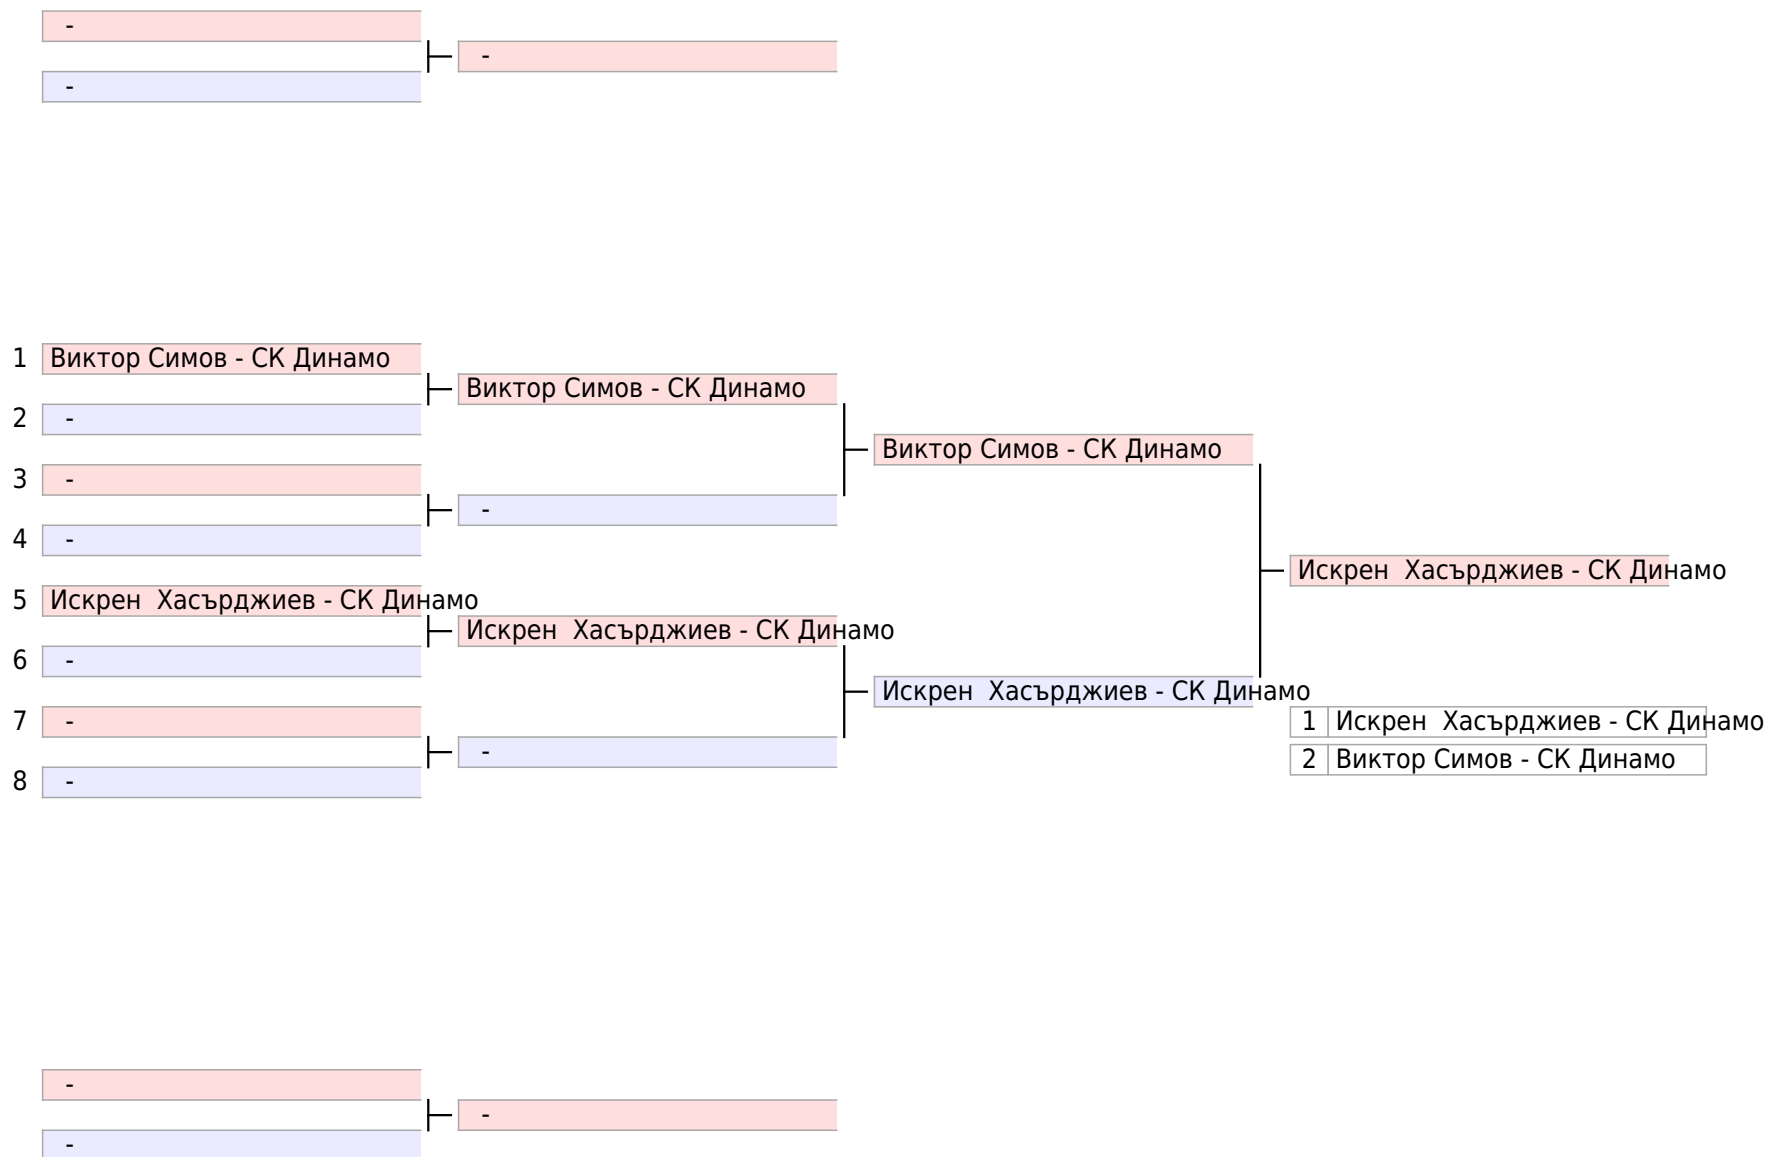 -
-
-
1 Виктор Симов - СК Динамо
Виктор Симов - СК Динамо
2 -
Виктор Симов - СК Динамо
3 -
-
4 -
Искрен  Хасърджиев - СК Динамо
5 Искрен  Хасърджиев - СК Динамо
Искрен  Хасърджиев - СК Динамо
6 -
Искрен  Хасърджиев - СК Динамо
7 -
1 Искрен  Хасърджиев - СК Динамо
-
2 Виктор Симов - СК Динамо
8 -
-
-
-